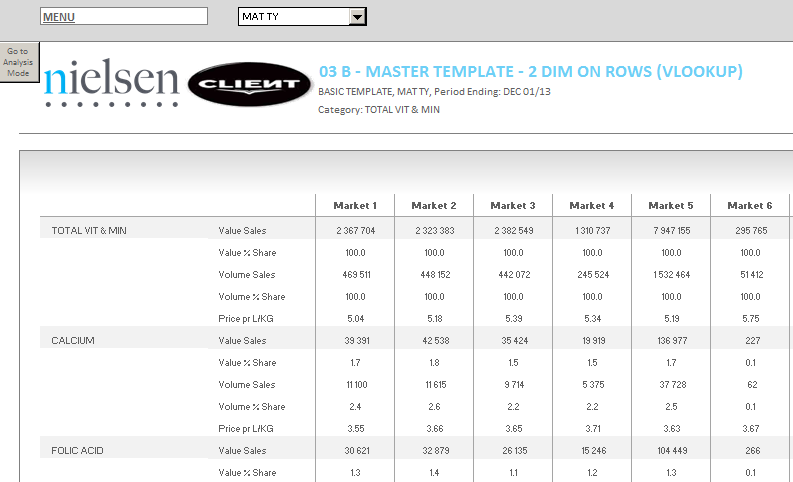 MENU MAT TY
Go to
Analysis
Mode
nielsen CLIENT
03 B - MASTER TEMPLATE - 2 DIM ON ROWS (VLOOKUP)
BASIC TEMPLATE, MAT TY, Period Ending: DEC 01/13
Category: TOTAL VIT & MIN
Market 1 Market 2 Market 3 Market 4 Market 5 Market 6
TOTAL VIT & MIN Value Sales 2 367 704 2 323 383 2 382 549 1 310 737 7 947 155 295 765
Value % Share 100.0 100.0 100.0 100.0 100.0 100.0
Volume Sales 469 511 448 152 442 072 245 524 1 532 464 51 412
Volume % Share 100.0 100.0 100.0 100.0 100.0 100.0
Price pr L/KG 5.04 5.18 5.39 5.34 5.19 5.75
CALCIUM Value Sales 39 391 42 538 35 424 19 919 136 977 227
Value % Share 1.7 1.8 1.5 1.5 1.7 0.1
Volume Sales 11 100 11 615 9 714 5 375 37 728 62
Volume % Share 2.4 2.6 2.2 2.2 2.5 0.1
Price pr L/KG 3.55 3.66 3.65 3.71 3.63 3.67
FOLIC ACID Value Sales 30 621 32 879 26 135 15 246 104 449 266
Value % Share 1.3 1.4 1.1 1.2 1.3 0.1